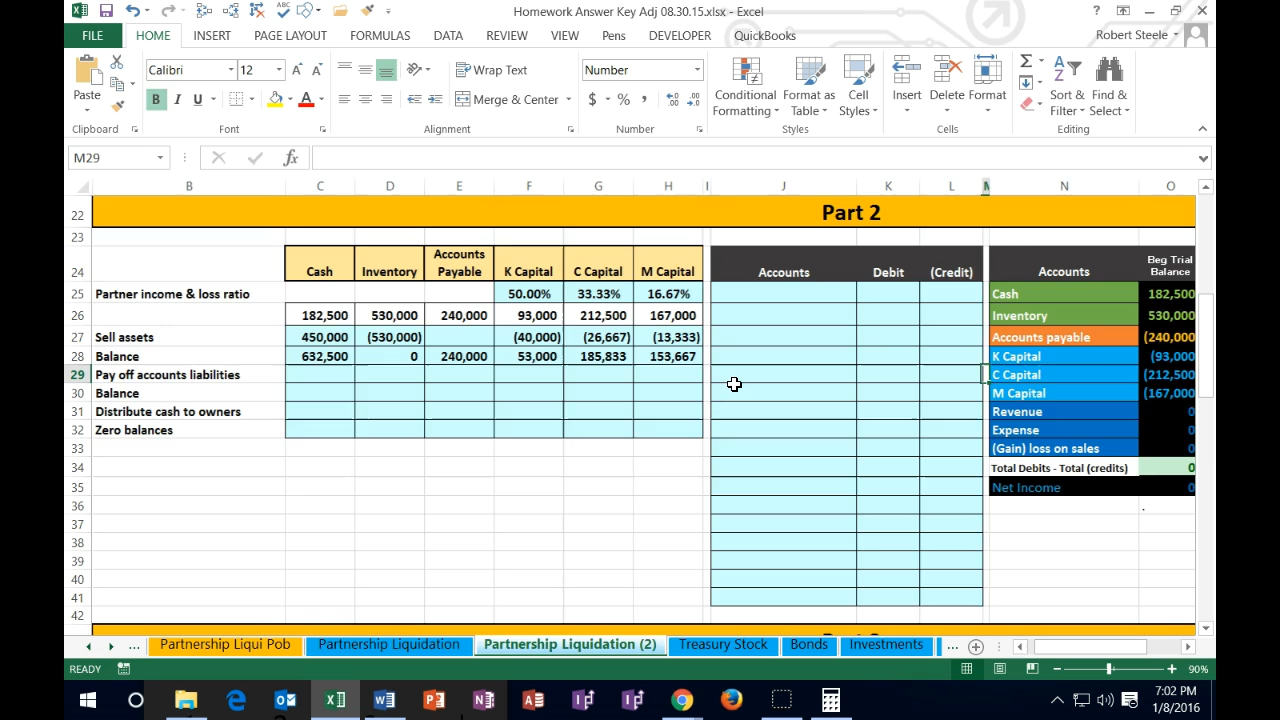 Homework Answer Key Adj 08.30.15.xlsx - Excel
?
FILE HOME INSERT PAGE LAYOUT FORMULAS DATA REVIEW VIEW Pens DEVELOPER QuickBooks Robert Steele
Calibri 12 Wrap Text Number
Paste B I U A Merge & Center $ % , Conditional Formatting Format as Table Cell Styles Insert Delete Format Sort & Filter Find & Select
Clipboard Font Alignment Number Styles Cells Editing
M29 fx
B C D E F G H I J K L M N O
22 Part 2
23
24 Cash Inventory Accounts Payable K Capital C Capital M Capital Accounts Debit (Credit) Accounts Beg Trial Balance
25 Partner income & loss ratio 50.00% 33.33% 16.67% Cash 182,500
26 182,500 530,000 240,000 93,000 212,500 167,000 Inventory 530,000
27 Sell assets 450,000 (530,000) (40,000) (26,667) (13,333) Accounts payable (240,000
28 Balance 632,500 0 240,000 53,000 185,833 153,667 K Capital (93,000
29 Pay off accounts liabilities C Capital (212,500
30 Balance M Capital (167,000
31 Distribute cash to owners Revenue 0
32 Zero balances Expense 0
33 (Gain) loss on sales 0
34 Total Debits - Total (credits) 0
35 Net Income 0
36 .
37
38
39
40
41
42
... Partnership Liqui Pob Partnership Liquidation Partnership Liquidation (2) Treasury Stock Bonds Investments ...
READY 90%
7:02 PM
1/8/2016